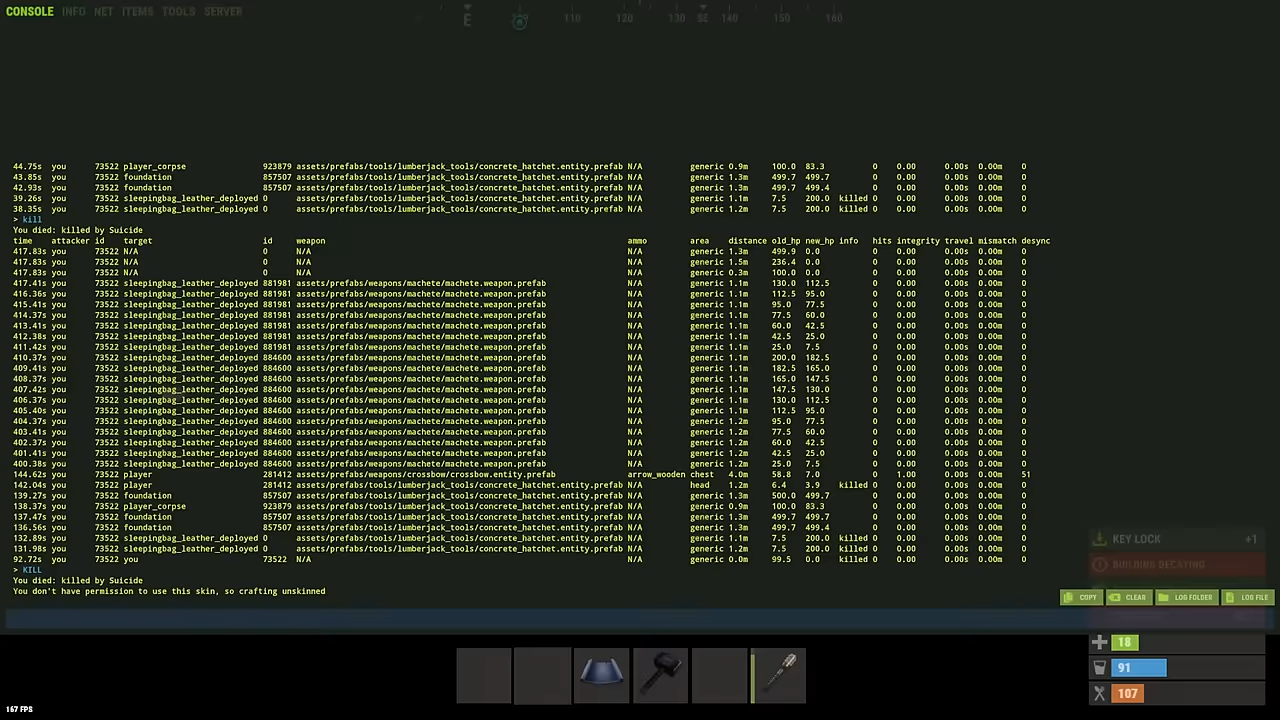 CONSOLE INFO NET ITEMS TOOLS SERVER
E 110 120 130 SE 140 150 160
44.75s you 73522 player_corpse 923879 assets/prefabs/tools/lumberjack_tools/concrete_hatchet.entity.prefab N/A generic 0.9m 100.0 83.3 0 0.00 0.00s 0.00m 0
43.85s you 73522 foundation 857507 assets/prefabs/tools/lumberjack_tools/concrete_hatchet.entity.prefab N/A generic 1.3m 499.7 499.7 0 0.00 0.00s 0.00m 0
42.93s you 73522 foundation 857507 assets/prefabs/tools/lumberjack_tools/concrete_hatchet.entity.prefab N/A generic 1.3m 499.7 499.4 0 0.00 0.00s 0.00m 0
39.26s you 73522 sleepingbag_leather_deployed 0 assets/prefabs/tools/lumberjack_tools/concrete_hatchet.entity.prefab N/A generic 1.1m 7.5 200.0 killed 0 0.00 0.00s 0.00m 0
38.35s you 73522 sleepingbag_leather_deployed 0 assets/prefabs/tools/lumberjack_tools/concrete_hatchet.entity.prefab N/A generic 1.2m 7.5 200.0 killed 0 0.00 0.00s 0.00m 0
> kill
You died: killed by Suicide
time attacker id target id weapon ammo area distance old_hp new_hp info hits integrity travel mismatch desync
417.83s you 73522 N/A 0 N/A N/A generic 1.3m 499.9 0.0 0 0.00 0.00s 0.00m 0
417.83s you 73522 N/A 0 N/A N/A generic 1.5m 236.4 0.0 0 0.00 0.00s 0.00m 0
417.83s you 73522 N/A 0 N/A N/A generic 0.3m 100.0 0.0 0 0.00 0.00s 0.00m 0
417.41s you 73522 sleepingbag_leather_deployed 881981 assets/prefabs/weapons/machete/machete.weapon.prefab N/A generic 1.1m 130.0 112.5 0 0.00 0.00s 0.00m 0
416.36s you 73522 sleepingbag_leather_deployed 881981 assets/prefabs/weapons/machete/machete.weapon.prefab N/A generic 1.1m 112.5 95.0 0 0.00 0.00s 0.00m 0
415.41s you 73522 sleepingbag_leather_deployed 881981 assets/prefabs/weapons/machete/machete.weapon.prefab N/A generic 1.1m 95.0 77.5 0 0.00 0.00s 0.00m 0
414.37s you 73522 sleepingbag_leather_deployed 881981 assets/prefabs/weapons/machete/machete.weapon.prefab N/A generic 1.1m 77.5 60.0 0 0.00 0.00s 0.00m 0
413.41s you 73522 sleepingbag_leather_deployed 881981 assets/prefabs/weapons/machete/machete.weapon.prefab N/A generic 1.1m 60.0 42.5 0 0.00 0.00s 0.00m 0
412.38s you 73522 sleepingbag_leather_deployed 881981 assets/prefabs/weapons/machete/machete.weapon.prefab N/A generic 1.1m 42.5 25.0 0 0.00 0.00s 0.00m 0
411.42s you 73522 sleepingbag_leather_deployed 881981 assets/prefabs/weapons/machete/machete.weapon.prefab N/A generic 1.1m 25.0 7.5 0 0.00 0.00s 0.00m 0
410.37s you 73522 sleepingbag_leather_deployed 884600 assets/prefabs/weapons/machete/machete.weapon.prefab N/A generic 1.1m 200.0 182.5 0 0.00 0.00s 0.00m 0
409.41s you 73522 sleepingbag_leather_deployed 884600 assets/prefabs/weapons/machete/machete.weapon.prefab N/A generic 1.1m 182.5 165.0 0 0.00 0.00s 0.00m 0
408.37s you 73522 sleepingbag_leather_deployed 884600 assets/prefabs/weapons/machete/machete.weapon.prefab N/A generic 1.1m 165.0 147.5 0 0.00 0.00s 0.00m 0
407.42s you 73522 sleepingbag_leather_deployed 884600 assets/prefabs/weapons/machete/machete.weapon.prefab N/A generic 1.1m 147.5 130.0 0 0.00 0.00s 0.00m 0
406.37s you 73522 sleepingbag_leather_deployed 884600 assets/prefabs/weapons/machete/machete.weapon.prefab N/A generic 1.1m 130.0 112.5 0 0.00 0.00s 0.00m 0
405.40s you 73522 sleepingbag_leather_deployed 884600 assets/prefabs/weapons/machete/machete.weapon.prefab N/A generic 1.1m 112.5 95.0 0 0.00 0.00s 0.00m 0
404.37s you 73522 sleepingbag_leather_deployed 884600 assets/prefabs/weapons/machete/machete.weapon.prefab N/A generic 1.2m 95.0 77.5 0 0.00 0.00s 0.00m 0
403.41s you 73522 sleepingbag_leather_deployed 884600 assets/prefabs/weapons/machete/machete.weapon.prefab N/A generic 1.2m 77.5 60.0 0 0.00 0.00s 0.00m 0
402.37s you 73522 sleepingbag_leather_deployed 884600 assets/prefabs/weapons/machete/machete.weapon.prefab N/A generic 1.2m 60.0 42.5 0 0.00 0.00s 0.00m 0
401.41s you 73522 sleepingbag_leather_deployed 884600 assets/prefabs/weapons/machete/machete.weapon.prefab N/A generic 1.2m 42.5 25.0 0 0.00 0.00s 0.00m 0
400.38s you 73522 sleepingbag_leather_deployed 884600 assets/prefabs/weapons/machete/machete.weapon.prefab N/A generic 1.2m 25.0 7.5 0 0.00 0.00s 0.00m 0
144.62s you 73522 player 281412 assets/prefabs/weapons/crossbow/crossbow.entity.prefab arrow_wooden chest 4.0m 58.8 7.0 0 1.00 0.00s 0.00m 51
142.04s you 73522 player 281412 assets/prefabs/tools/lumberjack_tools/concrete_hatchet.entity.prefab N/A head 1.2m 6.4 3.9 killed 0 0.00 0.00s 0.00m 0
139.27s you 73522 foundation 857507 assets/prefabs/tools/lumberjack_tools/concrete_hatchet.entity.prefab N/A generic 1.3m 500.0 499.7 0 0.00 0.00s 0.00m 0
138.37s you 73522 player_corpse 923879 assets/prefabs/tools/lumberjack_tools/concrete_hatchet.entity.prefab N/A generic 0.9m 100.0 83.3 0 0.00 0.00s 0.00m 0
137.47s you 73522 foundation 857507 assets/prefabs/tools/lumberjack_tools/concrete_hatchet.entity.prefab N/A generic 1.3m 499.7 499.7 0 0.00 0.00s 0.00m 0
136.56s you 73522 foundation 857507 assets/prefabs/tools/lumberjack_tools/concrete_hatchet.entity.prefab N/A generic 1.3m 499.7 499.4 0 0.00 0.00s 0.00m 0
132.89s you 73522 sleepingbag_leather_deployed 0 assets/prefabs/tools/lumberjack_tools/concrete_hatchet.entity.prefab N/A generic 1.1m 7.5 200.0 killed 0 0.00 0.00s 0.00m 0
131.98s you 73522 sleepingbag_leather_deployed 0 assets/prefabs/tools/lumberjack_tools/concrete_hatchet.entity.prefab N/A generic 1.2m 7.5 200.0 killed 0 0.00 0.00s 0.00m 0
92.72s you 73522 you 73522 N/A N/A generic 0.0m 99.5 0.0 killed 0 0.00 0.00s 0.00m 0
> KILL
You died: killed by Suicide
You don't have permission to use this skin, so crafting unskinned
KEY LOCK +1
BUILDING DECAYING
COPY CLEAR LOG FOLDER LOG FILE
18
91
107
167 FPS